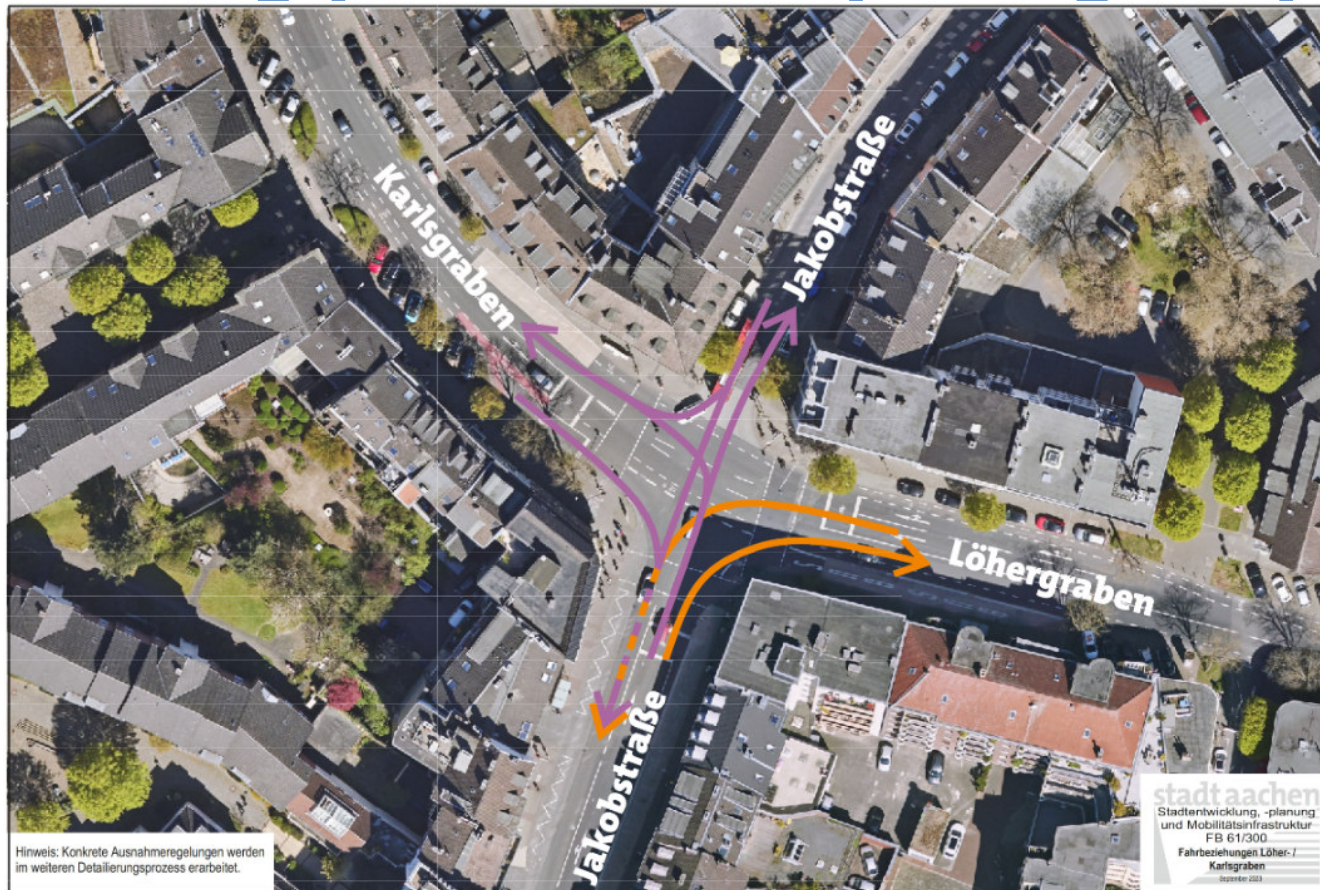 Karlsgraben
Jakobstraße
Löhergraben
Jakobstraße
Hinweis: Konkrete Ausnahmeregelungen werden
im weiteren Detailierungsprozess erarbeitet.
stadt aachen
Stadtentwicklung, -planung
und Mobilitätsinfrastruktur
FB 61/300
Fahrbeziehungen Löher- /
Karlsgraben
September 2023